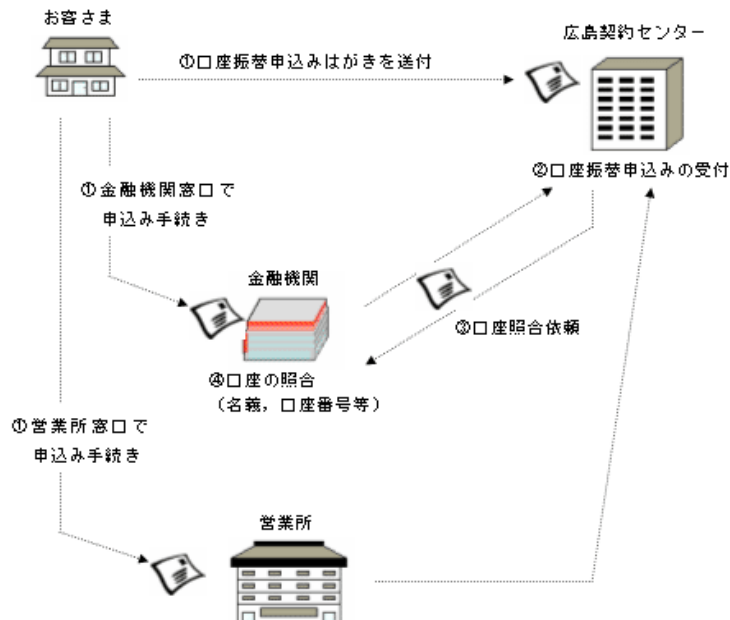 お客さま
広島契約センター
①口座振替申込みはがきを送付
②口座振替申込みの受付
①金融機関窓口で
申込み手続き
金融機関
③口座照合依頼
④口座の照合
（名義，口座番号等）
①営業所窓口で
申込み手続き
営業所